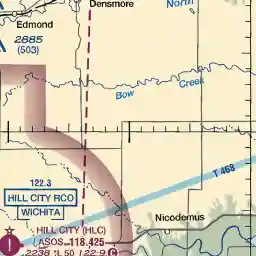 Densmore
North
Edmond
2885
(503)
Bow
Creek
T 468
122.3
HILL CITY RCO
WICHITA
Nicodemus
HILL CITY (HLC)
ASOS 118.425
2238 *L 50 122.9 C